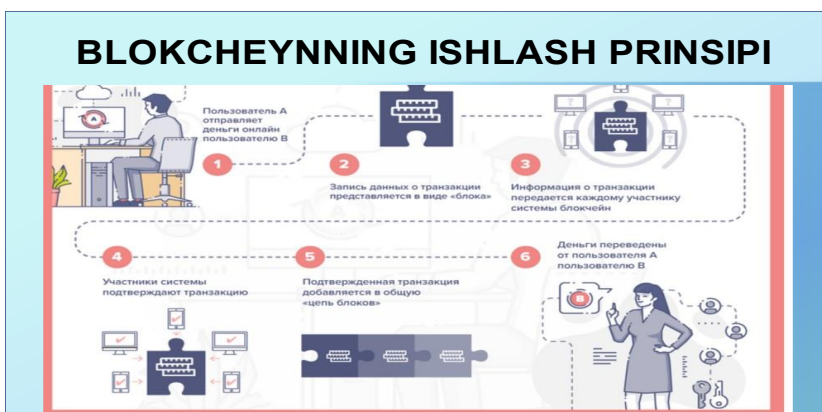 BLOKCHEYNNING ISHLASH PRINSIPI
A
Пользователь А
отправляет
деньги онлайн
пользователю В
1
2
Запись данных о транзакции
представляется в виде «блока»
? ?
3
Информация о транзакции
передается каждому участнику
системы блокчейн
4
Участники системы
подтверждают транзакцию
5
Подтвержденная транзакция
добавляется в общую
«цепь блоков»
6
Деньги переведены
от пользователя А
пользователю В
B